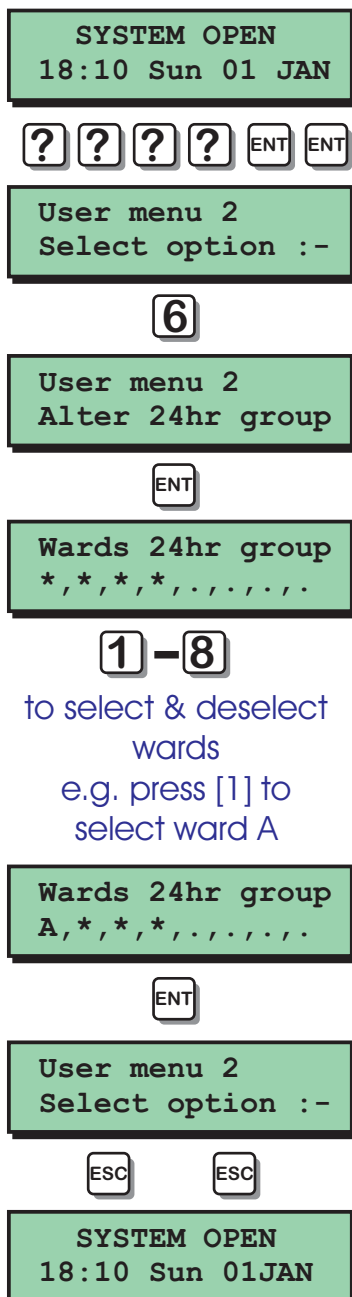 SYSTEM OPEN
18:10 Sun 01 JAN
? ? ? ? ENT ENT
User menu 2
Select option :-
6
User menu 2
Alter 24hr group
ENT
Wards 24hr group
*,*,*,*,.,.,.,.
1-8
to select & deselect
wards
e.g. press [1] to
select ward A
Wards 24hr group
A,*,*,*,.,.,.,.
ENT
User menu 2
Select option :-
ESC ESC
SYSTEM OPEN
18:10 Sun 01JAN